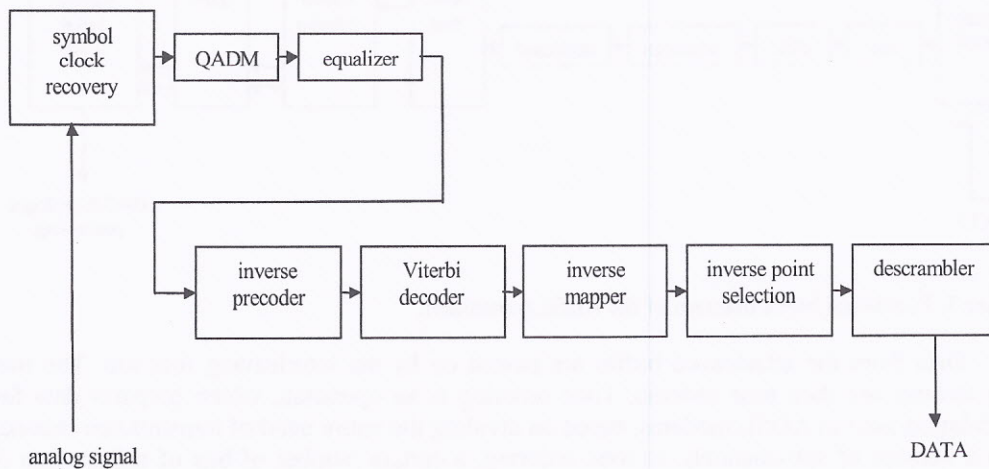 symbol
clock
recovery
QADM
equalizer
inverse
precoder
Viterbi
decoder
inverse
mapper
inverse point
selection
descrambler
analog signal
DATA